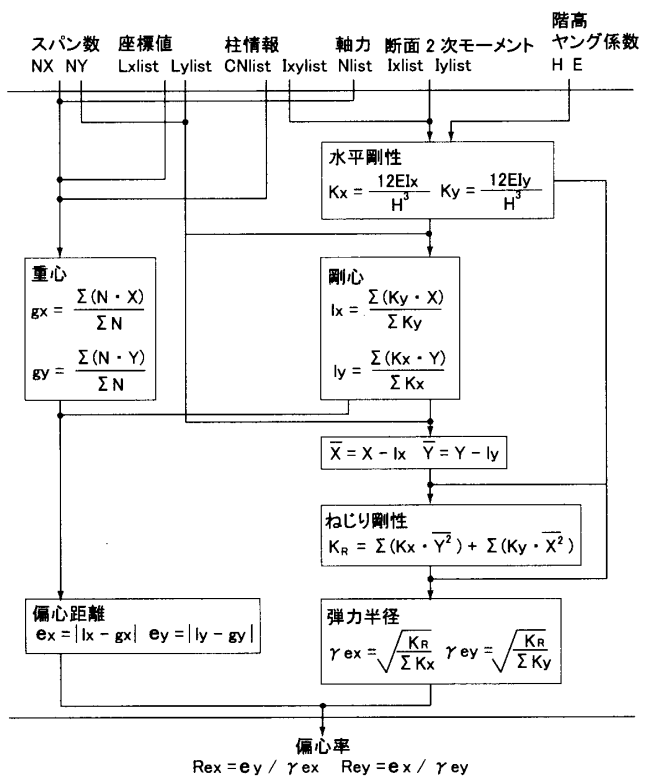 スパン数 座標値 柱情報 軸力 断面2次モーメント 階高 ヤング係数
NX NY Lxlist Lylist CNlist Ixylist Nlist Ixlist Iylist H E
水平剛性
Kx = 12EIx / H³ Ky = 12EIy / H³
重心
gx = Σ(N・X) / ΣN
gy = Σ(N・Y) / ΣN
剛心
lx = Σ(Ky・X) / ΣKy
ly = Σ(Kx・Y) / ΣKx
X̅ = X - lx Y̅ = Y - ly
ねじり剛性
K_R = Σ(Kx・Y̅²) + Σ(Ky・X̅²)
偏心距離
ex = |lx - gx| ey = |ly - gy|
弾力半径
γex = √(K_R / ΣKx) γey = √(K_R / ΣKy)
偏心率
Rex = ey / γex Rey = ex / γey